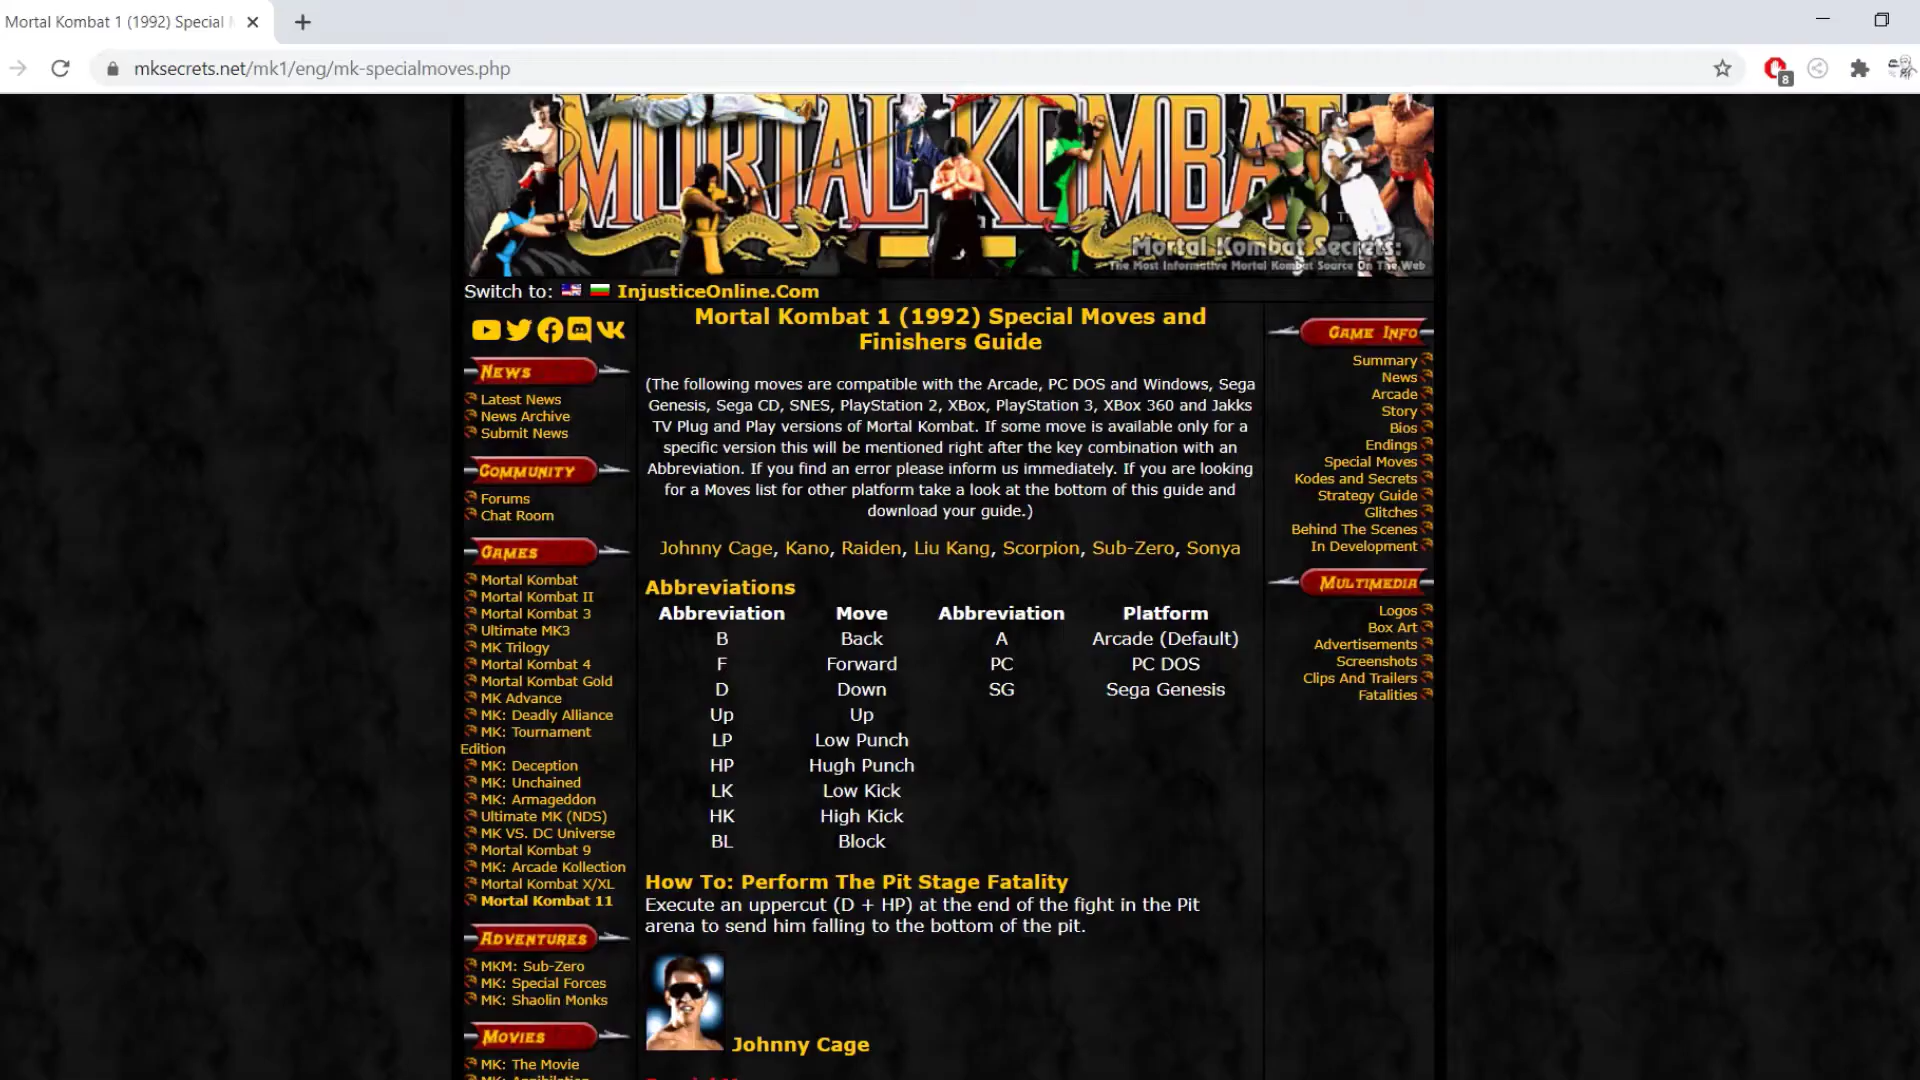 Mortal Kombat 1 (1992) Special
mksecrets.net/mk1/eng/mk-specialmoves.php
8
MORTAL KOMBAT
Mortal Kombat Secrets:
The Most Informative Mortal Kombat Source On The Web
Switch to: InjusticeOnline.Com
News
Latest News
News Archive
Submit News
Community
Forums
Chat Room
Games
Mortal Kombat
Mortal Kombat II
Mortal Kombat 3
Ultimate MK3
MK Trilogy
Mortal Kombat 4
Mortal Kombat Gold
MK Advance
MK: Deadly Alliance
MK: Tournament
Edition
MK: Deception
MK: Unchained
MK: Armageddon
Ultimate MK (NDS)
MK VS. DC Universe
Mortal Kombat 9
MK: Arcade Kollection
Mortal Kombat X/XL
Mortal Kombat 11
Adventures
MKM: Sub-Zero
MK: Special Forces
MK: Shaolin Monks
Movies
MK: The Movie
Mortal Kombat 1 (1992) Special Moves and
Finishers Guide
(The following moves are compatible with the Arcade, PC DOS and Windows, Sega
Genesis, Sega CD, SNES, PlayStation 2, XBox, PlayStation 3, XBox 360 and Jakks
TV Plug and Play versions of Mortal Kombat. If some move is available only for a
specific version this will be mentioned right after the key combination with an
Abbreviation. If you find an error please inform us immediately. If you are looking
for a Moves list for other platform take a look at the bottom of this guide and
download your guide.)
Johnny Cage, Kano, Raiden, Liu Kang, Scorpion, Sub-Zero, Sonya
Abbreviations
Abbreviation Move Abbreviation Platform
B Back A Arcade (Default)
F Forward PC PC DOS
D Down SG Sega Genesis
Up Up
LP Low Punch
HP Hugh Punch
LK Low Kick
HK High Kick
BL Block
How To: Perform The Pit Stage Fatality
Execute an uppercut (D + HP) at the end of the fight in the Pit
arena to send him falling to the bottom of the pit.
Johnny Cage
Game Info
Summary
News
Arcade
Story
Bios
Endings
Special Moves
Kodes and Secrets
Strategy Guide
Glitches
Behind The Scenes
In Development
Multimedia
Logos
Box Art
Advertisements
Screenshots
Clips And Trailers
Fatalities